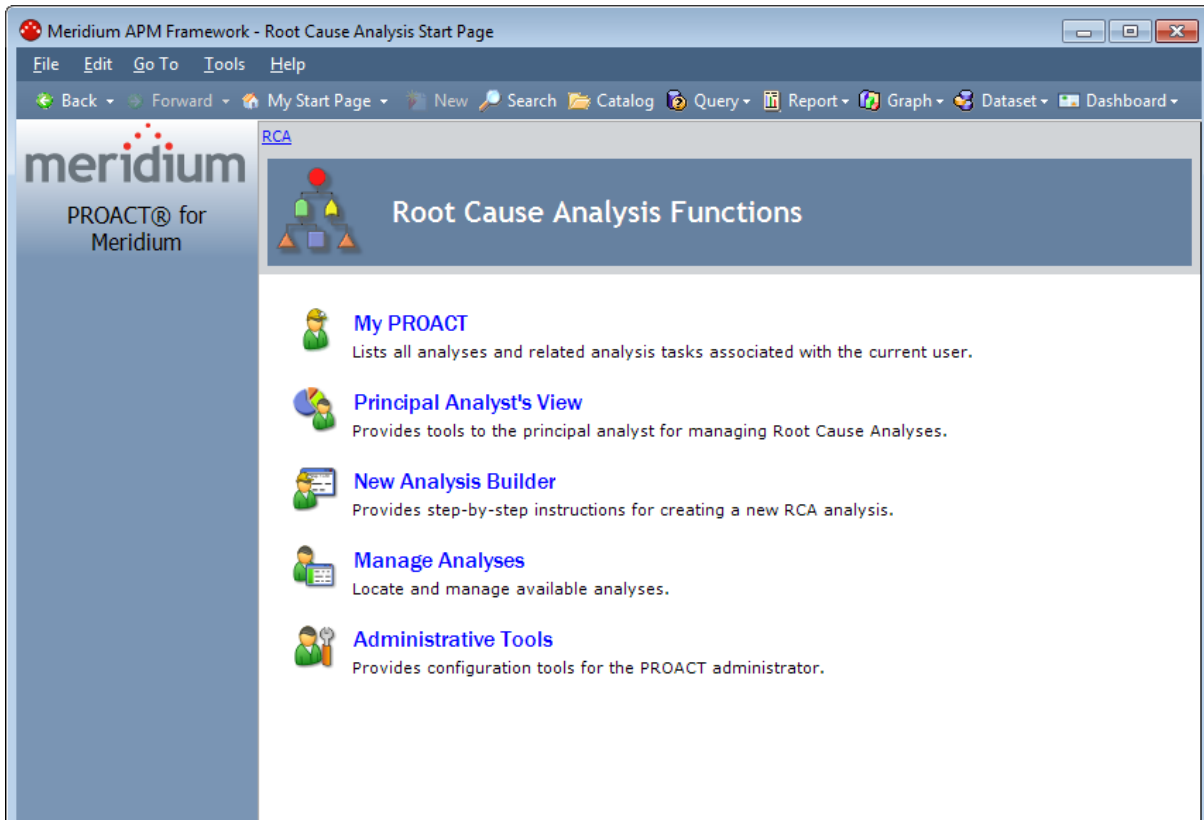 Meridium APM Framework - Root Cause Analysis Start Page
File Edit Go To Tools Help
Back Forward My Start Page New Search Catalog Query Report Graph Dataset Dashboard
meridium
PROACT® for
Meridium
RCA
Root Cause Analysis Functions
My PROACT
Lists all analyses and related analysis tasks associated with the current user.
Principal Analyst's View
Provides tools to the principal analyst for managing Root Cause Analyses.
New Analysis Builder
Provides step-by-step instructions for creating a new RCA analysis.
Manage Analyses
Locate and manage available analyses.
Administrative Tools
Provides configuration tools for the PROACT administrator.